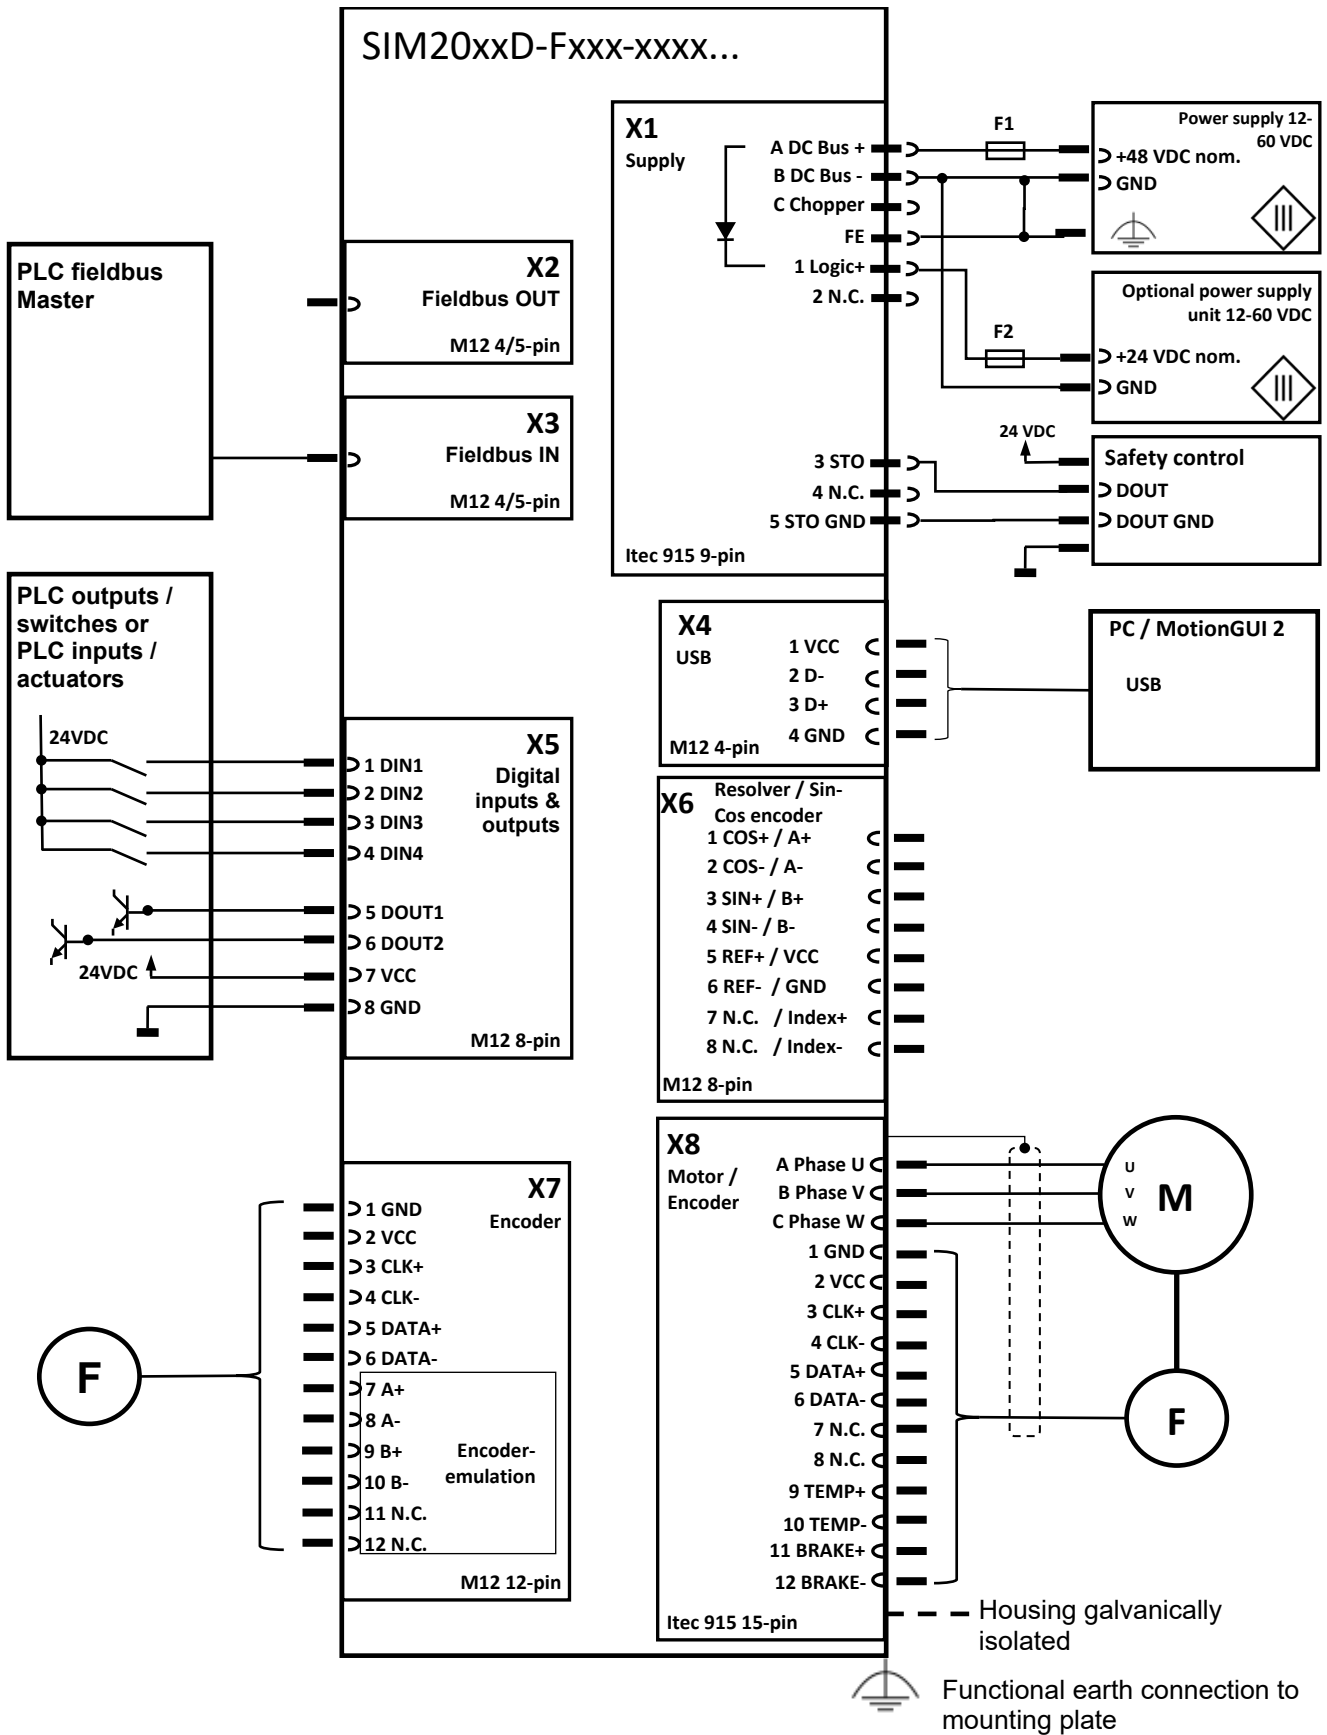 SIM20xxD-Fxxx-xxxx...
X1
Supply
A DC Bus +
B DC Bus -
C Chopper
FE
1 Logic+
2 N.C.
3 STO
4 N.C.
5 STO GND
Itec 915 9-pin
F1
F2
Power supply 12-
60 VDC
+48 VDC nom.
GND
III
Optional power supply
unit 12-60 VDC
+24 VDC nom.
GND
III
24 VDC
Safety control
DOUT
DOUT GND
PLC fieldbus
Master
X2
Fieldbus OUT
M12 4/5-pin
X3
Fieldbus IN
M12 4/5-pin
PLC outputs /
switches or
PLC inputs /
actuators
24VDC
24VDC
X5
Digital
inputs &
outputs
1 DIN1
2 DIN2
3 DIN3
4 DIN4
5 DOUT1
6 DOUT2
7 VCC
8 GND
M12 8-pin
X4
USB
1 VCC
2 D-
3 D+
4 GND
M12 4-pin
PC / MotionGUI 2
USB
X6
Resolver / Sin-
Cos encoder
1 COS+ / A+
2 COS- / A-
3 SIN+ / B+
4 SIN- / B-
5 REF+ / VCC
6 REF- / GND
7 N.C. / Index+
8 N.C. / Index-
M12 8-pin
X7
Encoder
1 GND
2 VCC
3 CLK+
4 CLK-
5 DATA+
6 DATA-
7 A+
8 A-
9 B+
10 B-
11 N.C.
12 N.C.
Encoder-
emulation
M12 12-pin
F
X8
Motor /
Encoder
A Phase U
B Phase V
C Phase W
1 GND
2 VCC
3 CLK+
4 CLK-
5 DATA+
6 DATA-
7 N.C.
8 N.C.
9 TEMP+
10 TEMP-
11 BRAKE+
12 BRAKE-
Itec 915 15-pin
U
V
W
M
F
Housing galvanically
isolated
Functional earth connection to
mounting plate